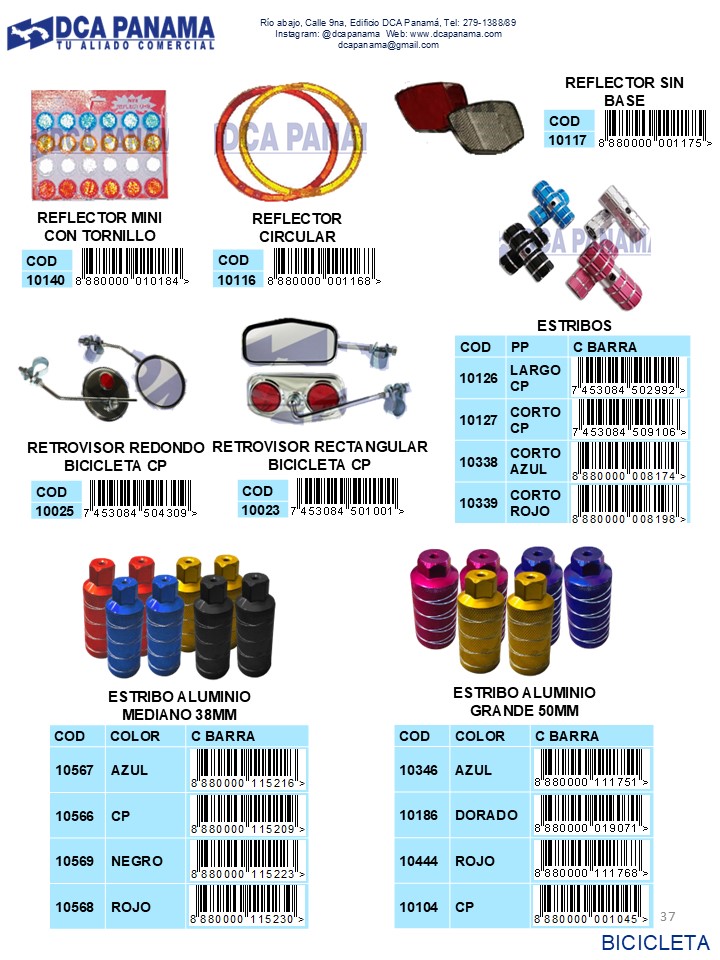 DCA PANAMA
TU ALIADO COMERCIAL
Río abajo, Calle 9na, Edificio DCA Panamá, Tel: 279-1388/89
Instagram: @dcapanama Web: www.dcapanama.com
dcapanama@gmail.com
REFLECTOR MINI
CON TORNILLO
COD
10140
8 880000 010184 >
DCA PANAMA
REFLECTOR
CIRCULAR
COD
10116
8 880000 001168 >
REFLECTOR SIN
BASE
COD
10117
8 880000 001175 >
DCA PANAMA
ESTRIBOS
COD PP C BARRA
10126 LARGO
CP
7 453084 502992 >
10127 CORTO
CP
7 453084 509106 >
10338 CORTO
AZUL
8 880000 008174 >
10339 CORTO
ROJO
8 880000 008198 >
RETROVISOR REDONDO
BICICLETA CP
COD
10025
7 453084 504309 >
RETROVISOR RECTANGULAR
BICICLETA CP
COD
10023
7 453084 501001 >
ESTRIBO ALUMINIO
MEDIANO 38MM
COD COLOR C BARRA
10567 AZUL
8 880000 115216 >
10566 CP
8 880000 115209 >
10569 NEGRO
8 880000 115223 >
10568 ROJO
8 880000 115230 >
ESTRIBO ALUMINIO
GRANDE 50MM
COD COLOR C BARRA
10346 AZUL
8 880000 111751 >
10186 DORADO
8 880000 019071 >
10444 ROJO
8 880000 111768 >
10104 CP
8 880000 001045 >
37
BICICLETA